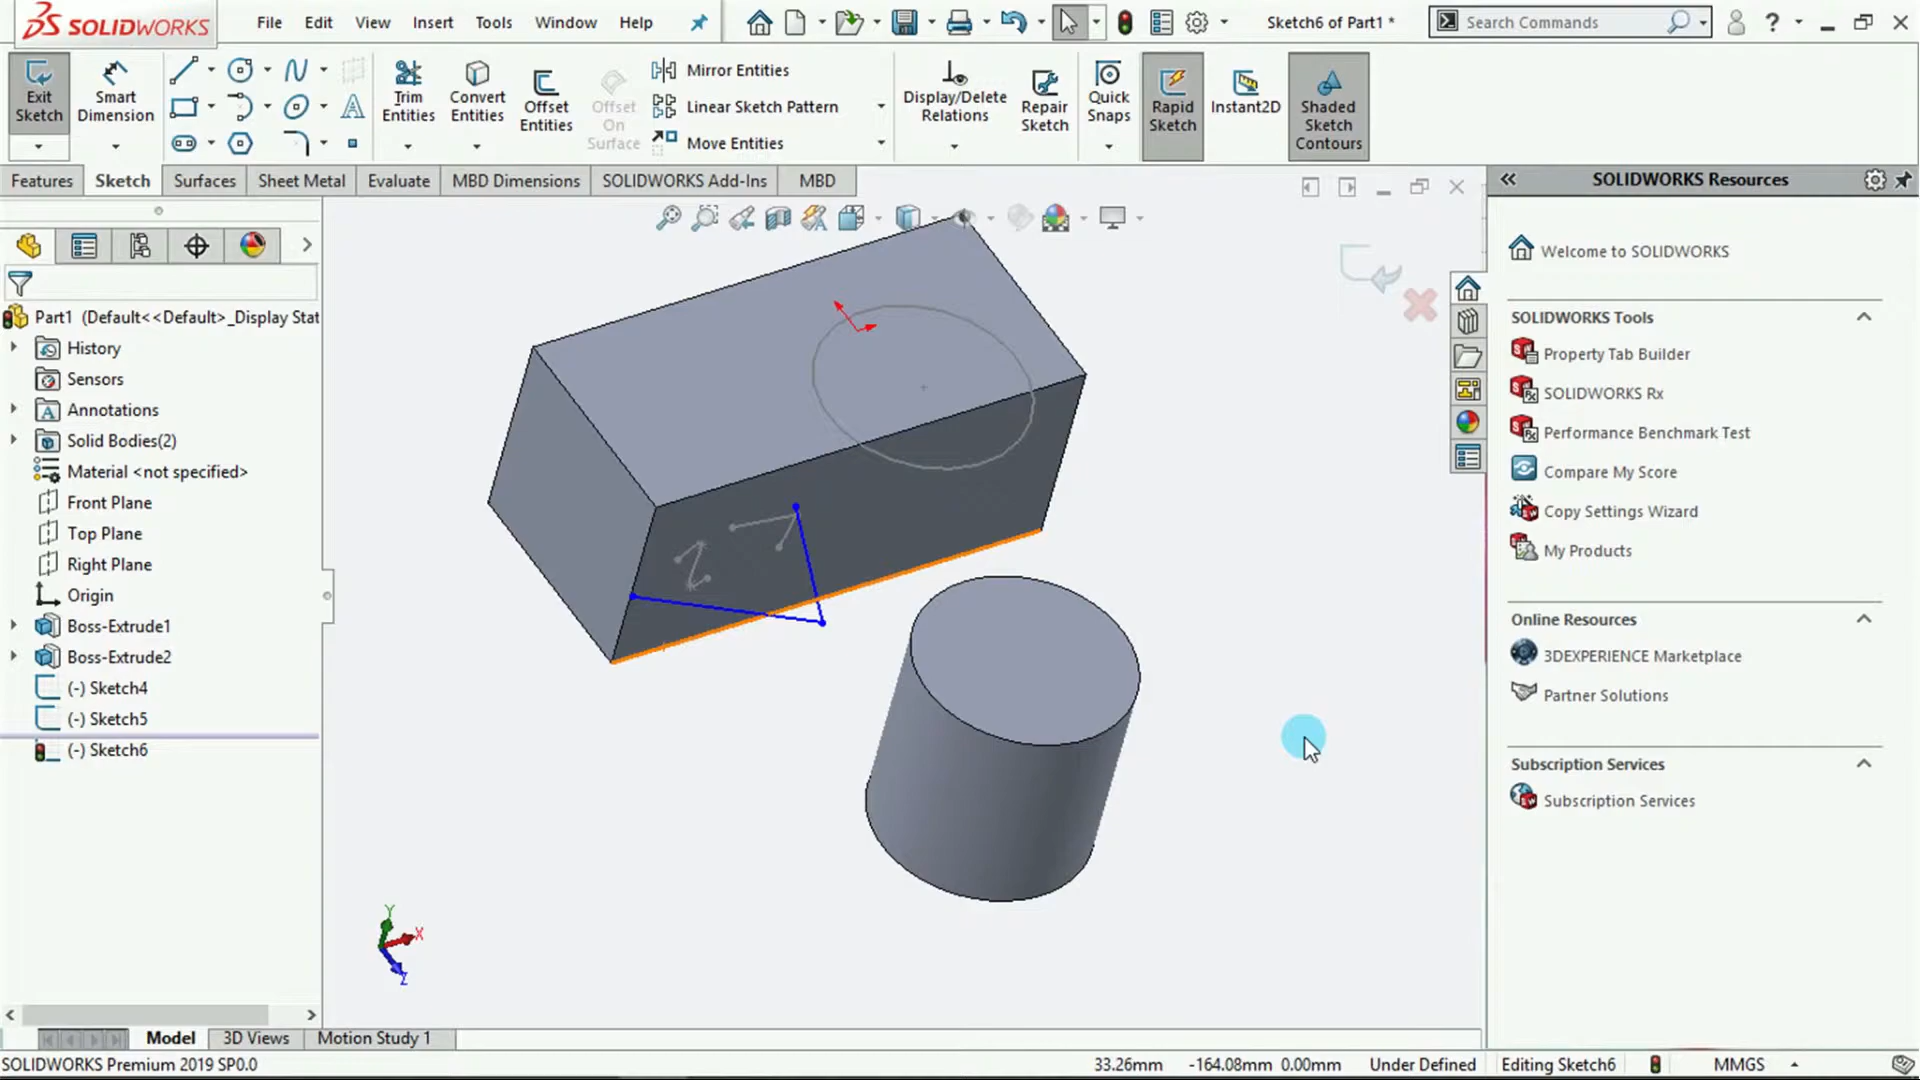 SOLIDWORKS
File Edit View Insert Tools Window Help
Sketch6 of Part1 *
Search Commands
?
Exit Sketch
Smart Dimension
Trim Entities
Convert Entities
Offset Entities
Offset On Surface
Mirror Entities
Linear Sketch Pattern
Move Entities
Display/Delete Relations
Repair Sketch
Quick Snaps
Rapid Sketch
Instant2D
Shaded Sketch Contours
Features Sketch Surfaces Sheet Metal Evaluate MBD Dimensions SOLIDWORKS Add-Ins MBD
Part1 (Default<<Default>_Display Stat
History
Sensors
Annotations
Solid Bodies(2)
Material <not specified>
Front Plane
Top Plane
Right Plane
Origin
Boss-Extrude1
Boss-Extrude2
(-) Sketch4
(-) Sketch5
(-) Sketch6
Y
X
Z
SOLIDWORKS Resources
Welcome to SOLIDWORKS
SOLIDWORKS Tools
Property Tab Builder
SOLIDWORKS Rx
Performance Benchmark Test
Compare My Score
Copy Settings Wizard
My Products
Online Resources
3DEXPERIENCE Marketplace
Partner Solutions
Subscription Services
Subscription Services
Model 3D Views Motion Study 1
SOLIDWORKS Premium 2019 SP0.0
33.26mm -164.08mm 0.00mm Under Defined Editing Sketch6 MMGS